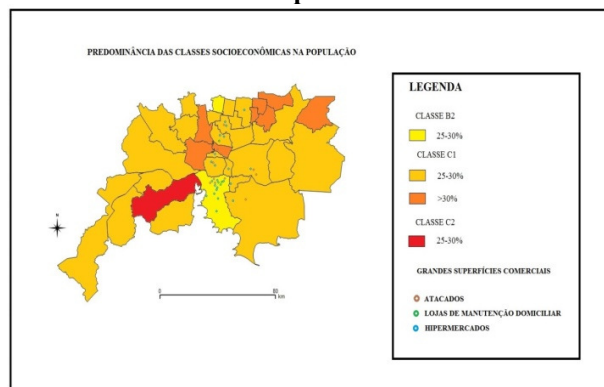 PREDOMINÂNCIA DAS CLASSES SOCIOECONÔMICAS NA POPULAÇÃO
LEGENDA
CLASSE B2
25-30%
CLASSE C1
25-30%
>30%
CLASSE C2
25-30%
GRANDES SUPERFÍCIES COMERCIAIS
ATACADOS
LOJAS DE MANUTENÇÃO DOMICILIAR
HIPERMERCADOS
N
0
km